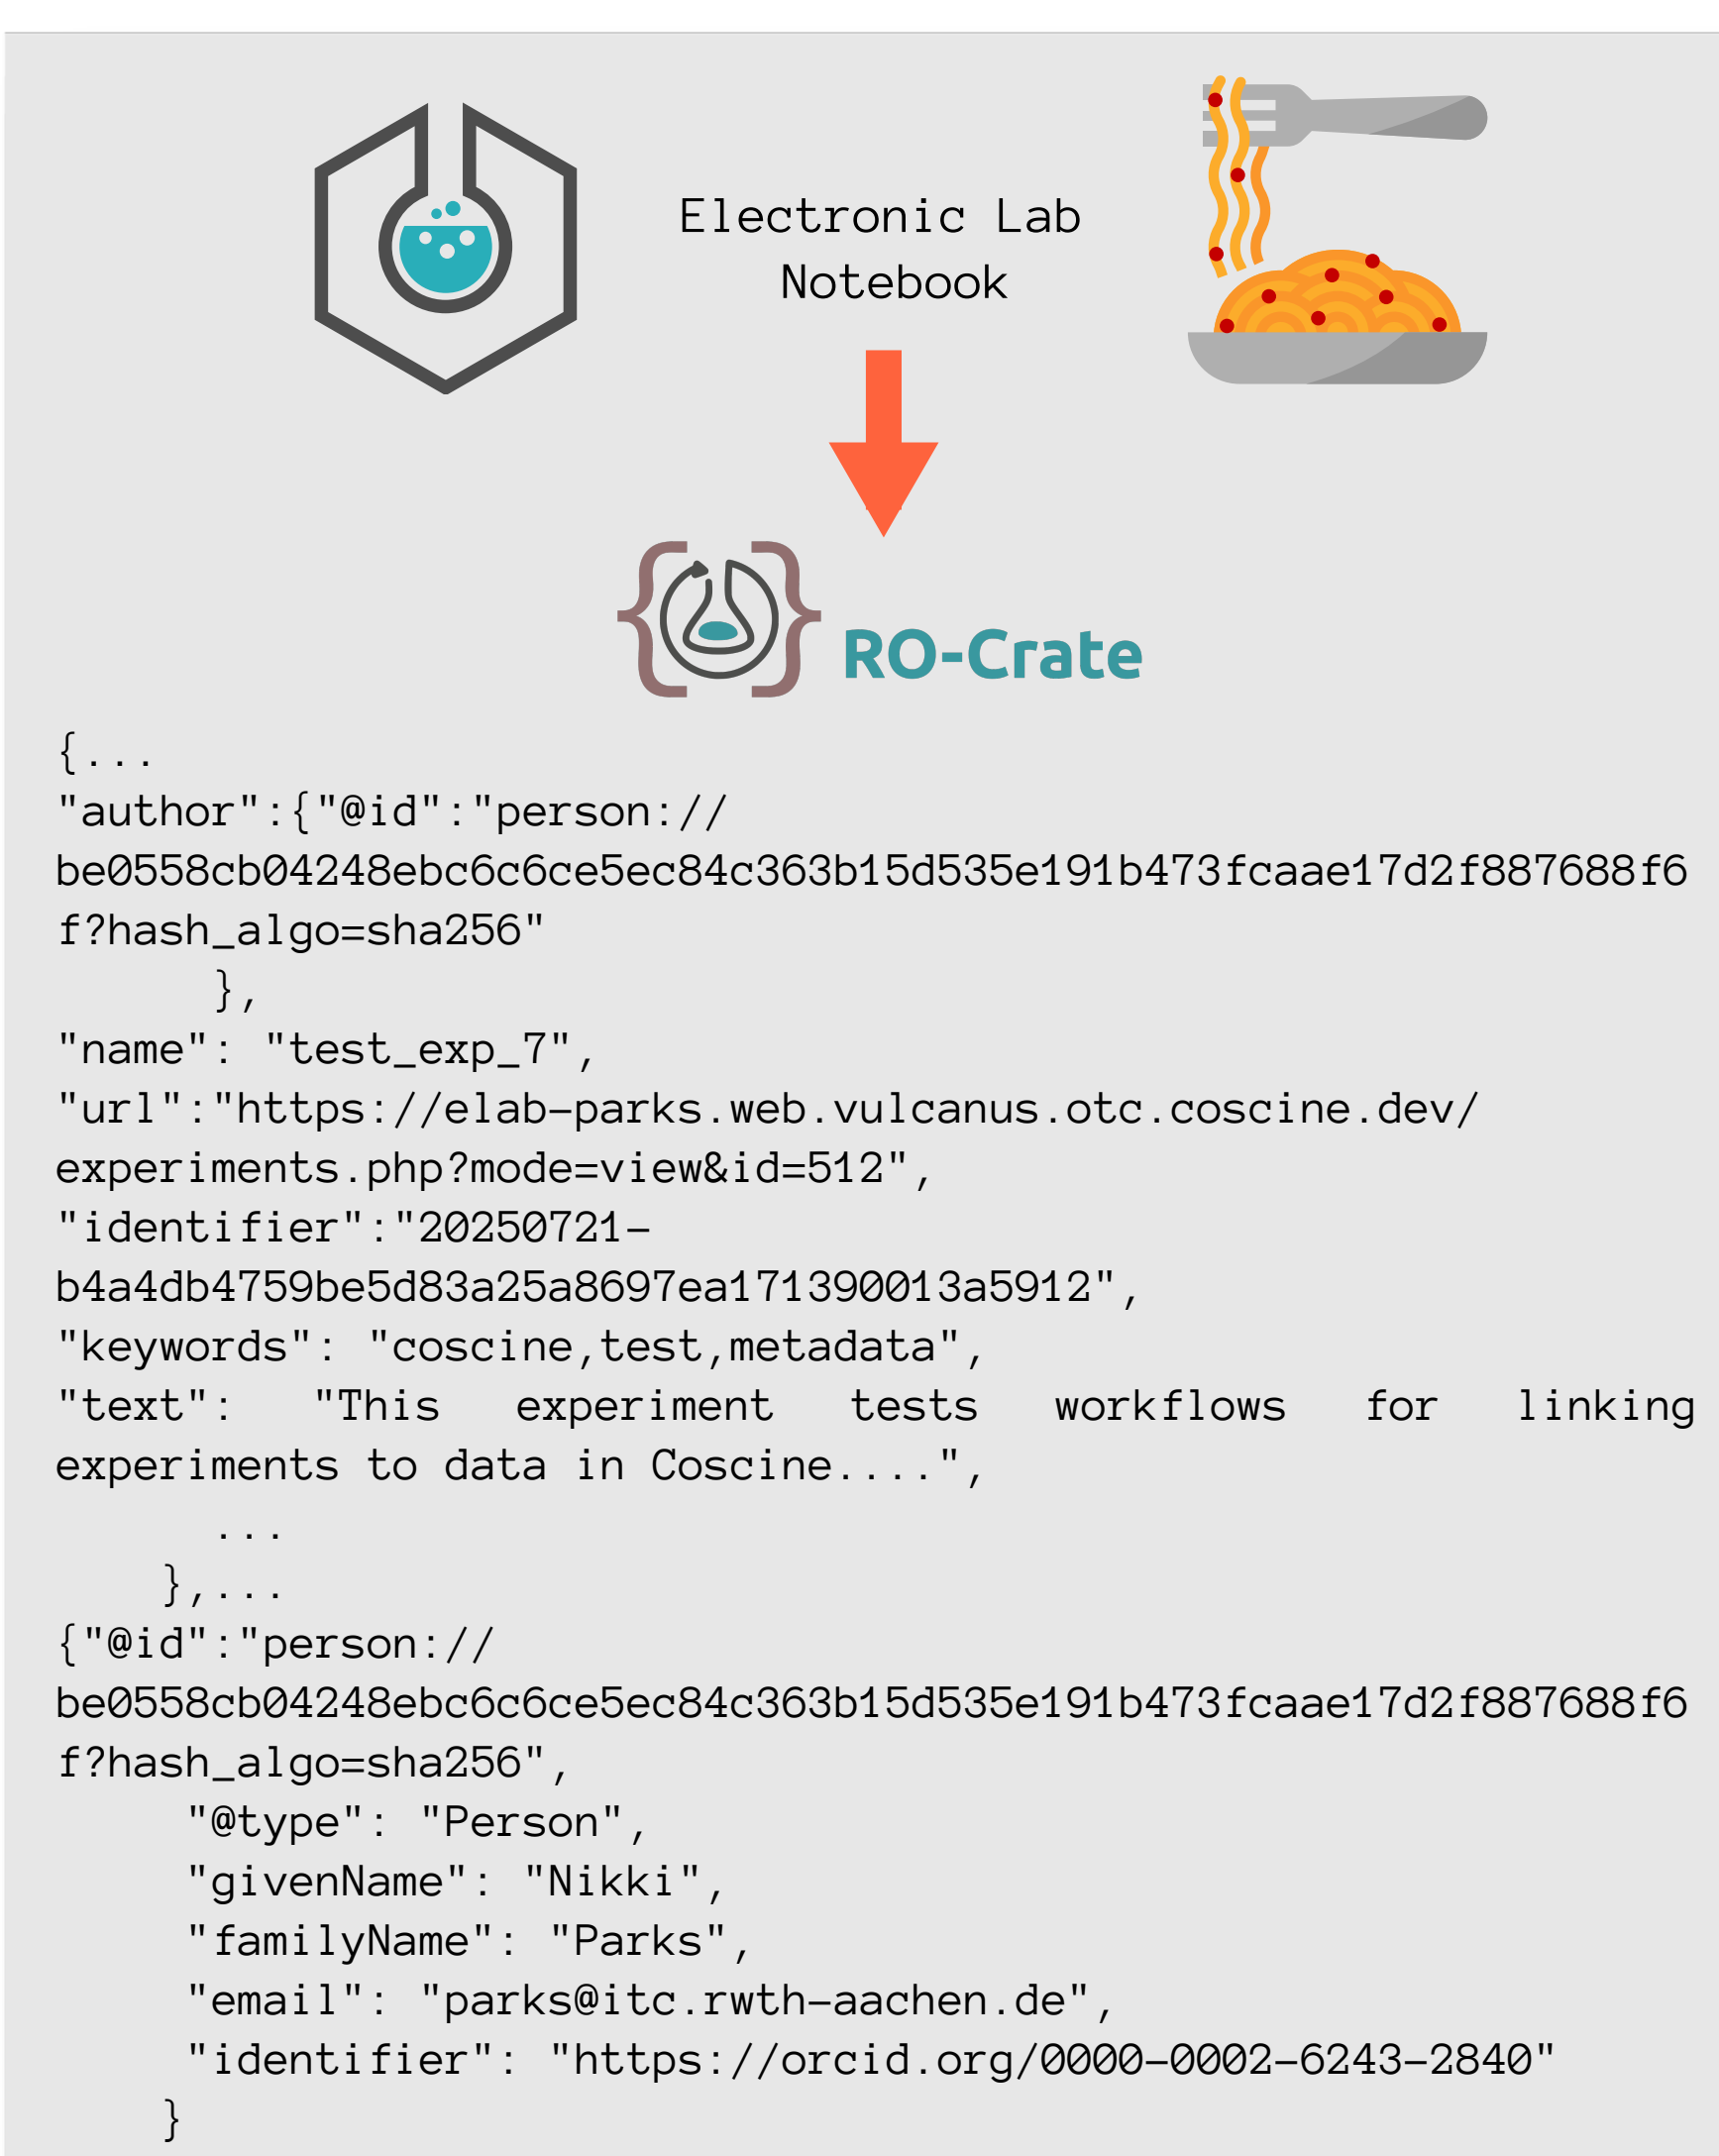 Electronic Lab
Notebook
RO-Crate
{...
"author":{"@id":"person://
be0558cb04248ebc6c6ce5ec84c363b15d535e191b473fcaae17d2f887688f6
f?hash_algo=sha256"
},
"name": "test_exp_7",
"url":"https://elab-parks.web.vulcanus.otc.coscine.dev/
experiments.php?mode=view&id=512",
"identifier":"20250721-
b4a4db4759be5d83a25a8697ea171390013a5912",
"keywords": "coscine,test,metadata",
"text": "This experiment tests workflows for linking
experiments to data in Coscine....",
...
},...
{"@id":"person://
be0558cb04248ebc6c6ce5ec84c363b15d535e191b473fcaae17d2f887688f6
f?hash_algo=sha256",
"@type": "Person",
"givenName": "Nikki",
"familyName": "Parks",
"email": "parks@itc.rwth-aachen.de",
"identifier": "https://orcid.org/0000-0002-6243-2840"
}